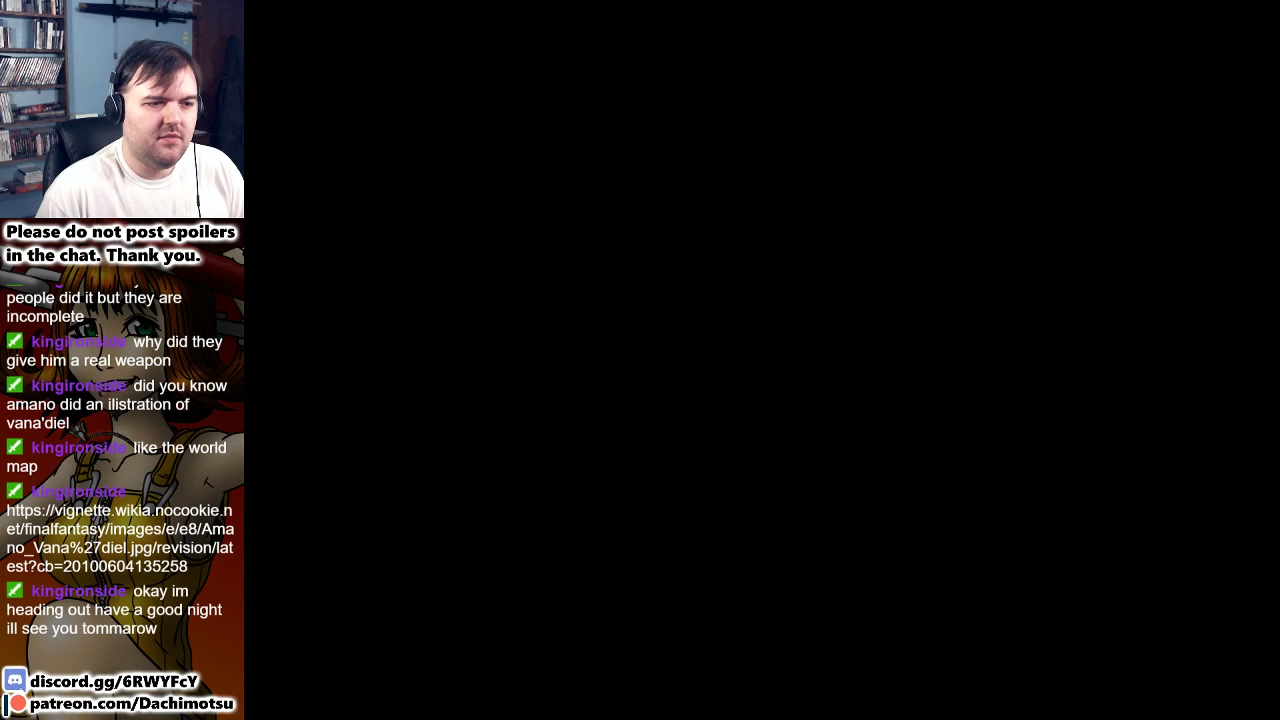 Please do not post spoilers
in the chat. Thank you.
people did it but they are
incomplete
kingironside why did they
give him a real weapon
kingironside did you know
amano did an ilistration of
vana'diel
kingironside like the world
map
kingironside
https://vignette.wikia.nocookie.n
et/finalfantasy/images/e/e8/Ama
no_Vana%27diel.jpg/revision/lat
est?cb=20100604135258
kingironside okay im
heading out have a good night
ill see you tommarow
discord.gg/6RWYFcY
patreon.com/Dachimotsu